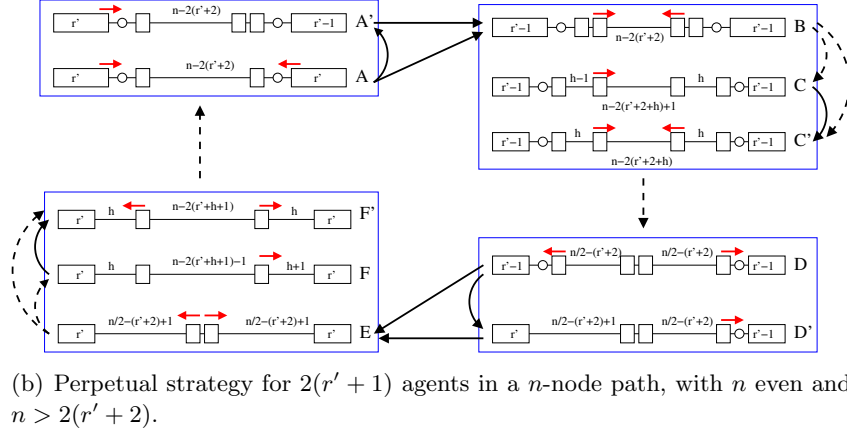 r' n-2(r'+2) r'-1 A'
r' n-2(r'+2) r' A
r'-1 n-2(r'+2) r'-1 B
r'-1 h-1 n-2(r'+2+h)+1 h r'-1 C
r'-1 h n-2(r'+2+h) h r'-1 C'
r' h n-2(r'+h+1) h r' F'
r' h n-2(r'+h+1)-1 h+1 r' F
r' n/2-(r'+2)+1 n/2-(r'+2)+1 r' E
r'-1 n/2-(r'+2) n/2-(r'+2) r'-1 D
r' n/2-(r'+2)+1 n/2-(r'+2) r'-1 D'
(b) Perpetual strategy for 2(r' + 1) agents in a n-node path, with n even and
n > 2(r' + 2).